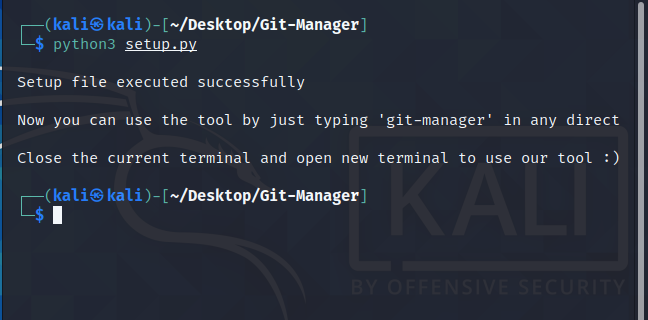 ┌──(kali㉿kali)-[~/Desktop/Git-Manager]
└─$ python3 setup.py
Setup file executed successfully
Now you can use the tool by just typing 'git-manager' in any direct
Close the current terminal and open new terminal to use our tool :)
┌──(kali㉿kali)-[~/Desktop/Git-Manager]
└─$
KALI
BY OFFENSIVE SECURITY